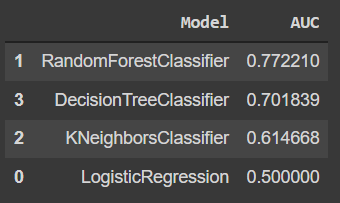 Model AUC
1 RandomForestClassifier 0.772210
3 DecisionTreeClassifier 0.701839
2 KNeighborsClassifier 0.614668
0 LogisticRegression 0.500000